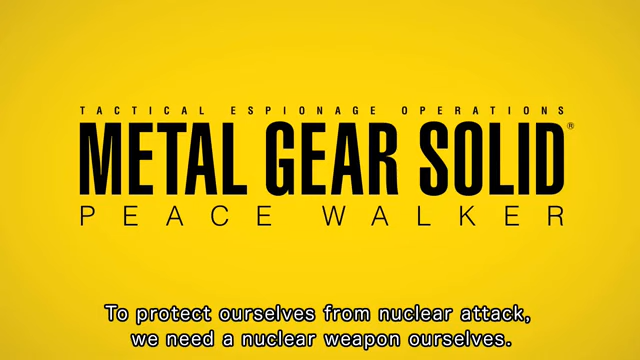 TACTICAL ESPIONAGE OPERATIONS
METAL GEAR SOLID®
PEACE WALKER
To protect ourselves from nuclear attack,
we need a nuclear weapon ourselves.